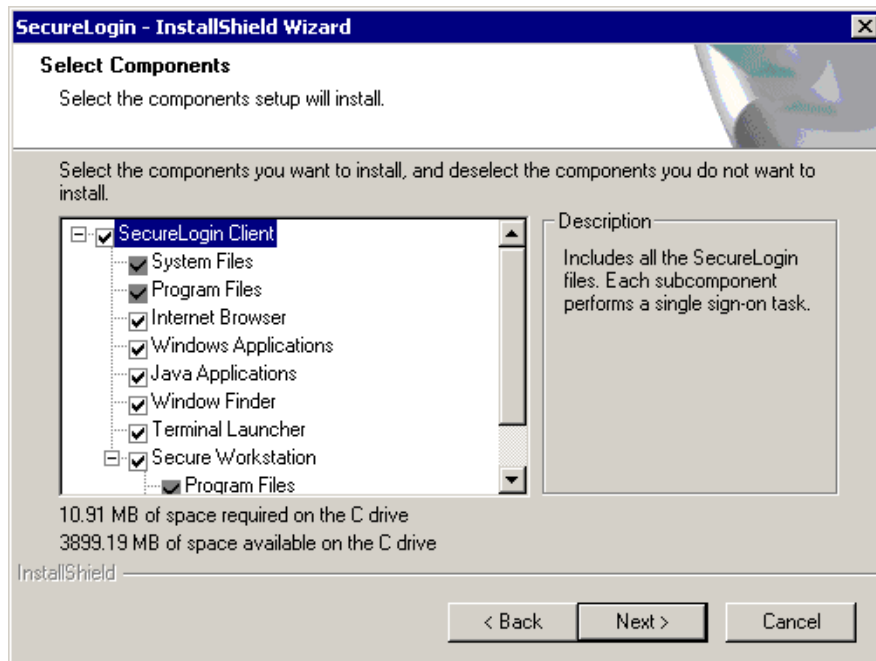 SecureLogin - InstallShield Wizard
Select Components
Select the components setup will install.
Select the components you want to install, and deselect the components you do not want to
install.
SecureLogin Client
System Files
Program Files
Internet Browser
Windows Applications
Java Applications
Window Finder
Terminal Launcher
Secure Workstation
Program Files
Description
Includes all the SecureLogin
files. Each subcomponent
performs a single sign-on task.
10.91 MB of space required on the C drive
3899.19 MB of space available on the C drive
InstallShield
< Back
Next >
Cancel